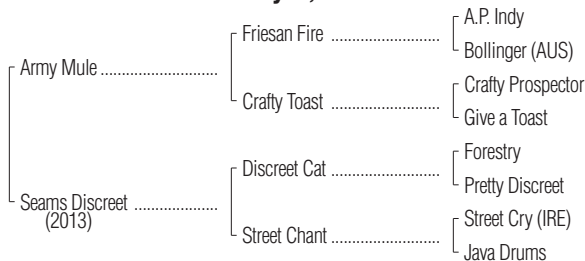 A.P. Indy
Friesan Fire ..............................
Bollinger (AUS)
Army Mule ................................
Crafty Prospector
Crafty Toast ..............................
Give a Toast
Forestry
Discreet Cat ..............................
Pretty Discreet
Seams Discreet ......................
(2013)
Street Cry (IRE)
Street Chant ..............................
Java Drums